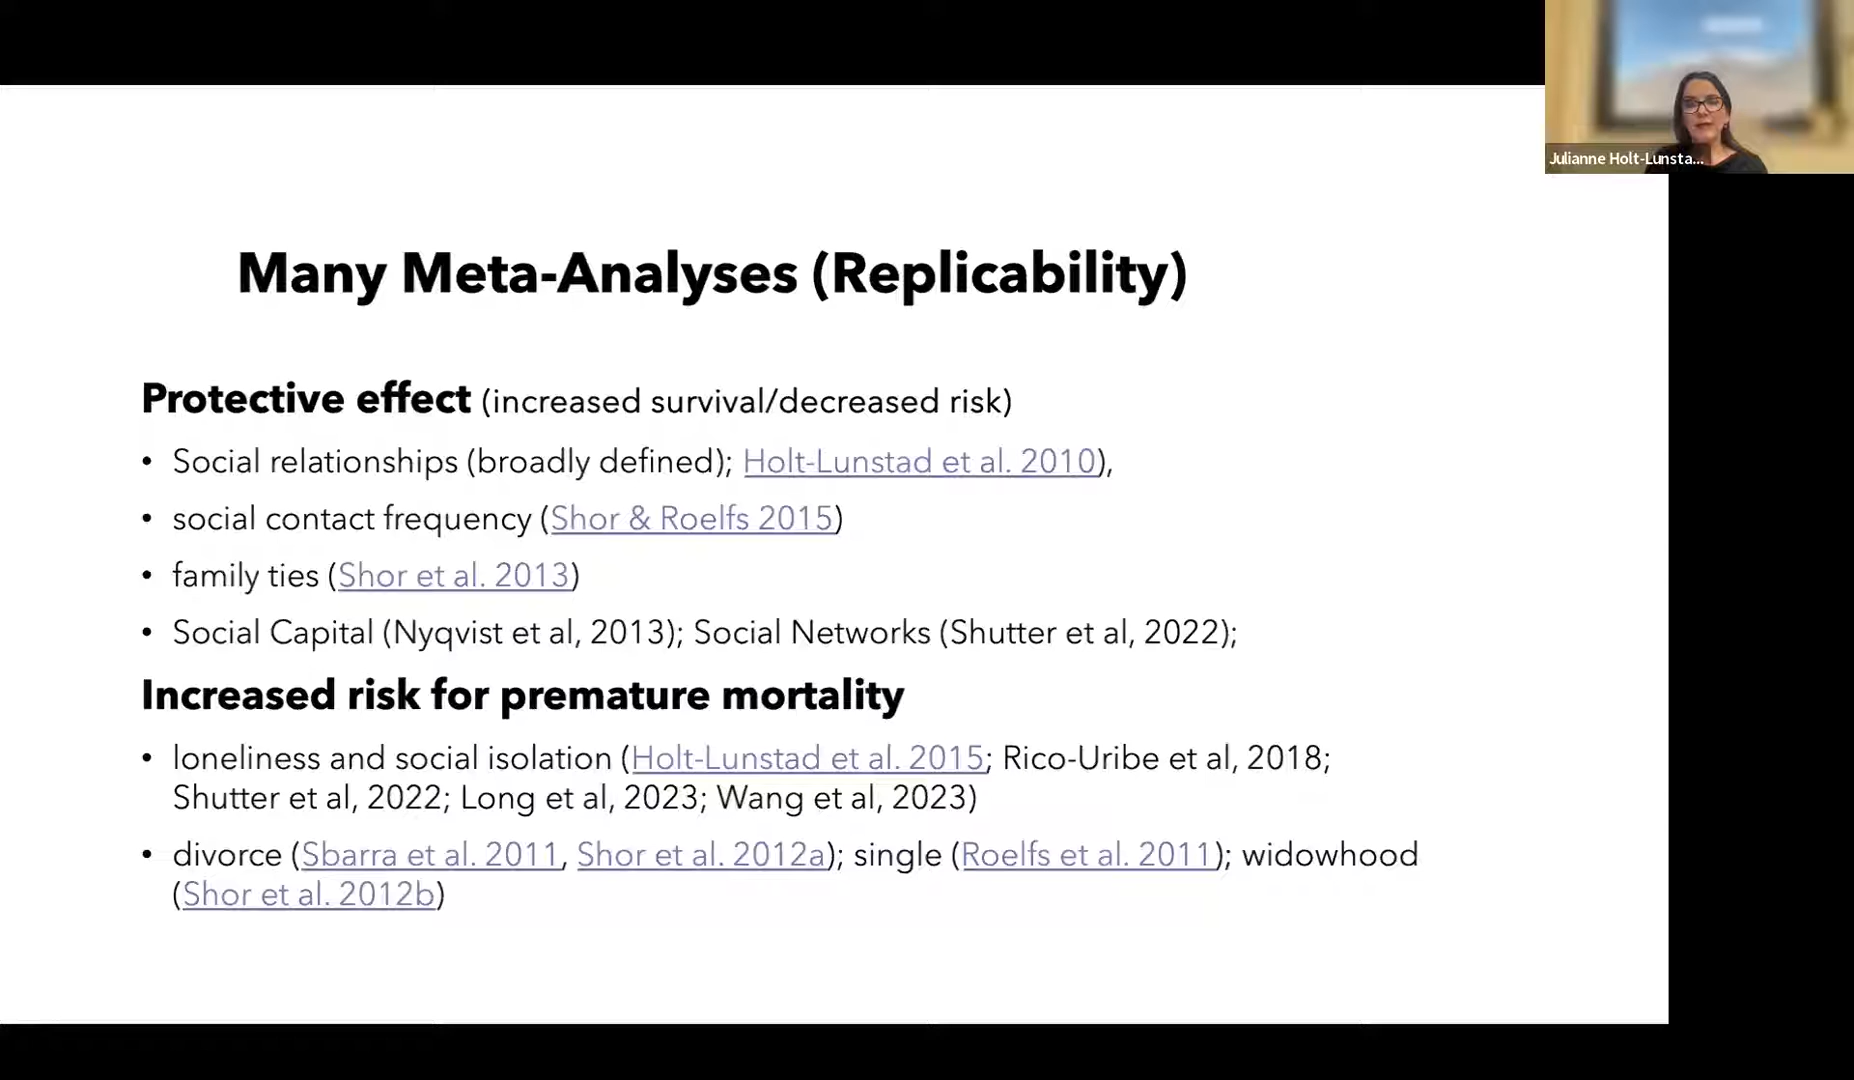 Julianne Holt-Lunsta...
Many Meta-Analyses (Replicability)
Protective effect (increased survival/decreased risk)
• Social relationships (broadly defined); Holt-Lunstad et al. 2010),
• social contact frequency (Shor & Roelfs 2015)
• family ties (Shor et al. 2013)
• Social Capital (Nyqvist et al, 2013); Social Networks (Shutter et al, 2022);
Increased risk for premature mortality
• loneliness and social isolation (Holt-Lunstad et al. 2015; Rico-Uribe et al, 2018;
Shutter et al, 2022; Long et al, 2023; Wang et al, 2023)
• divorce (Sbarra et al. 2011, Shor et al. 2012a); single (Roelfs et al. 2011); widowhood
(Shor et al. 2012b)